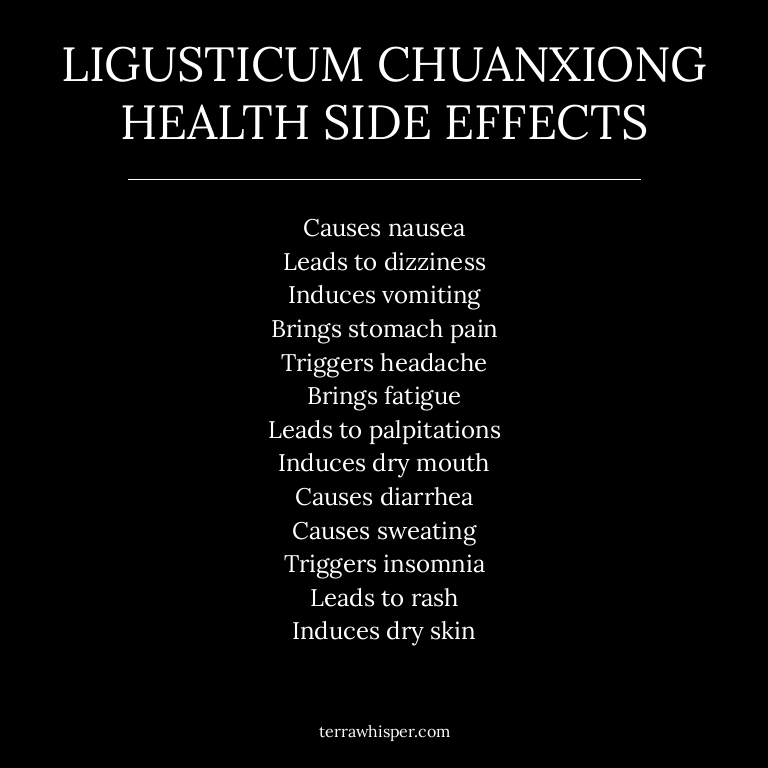 LIGUSTICUM CHUANXIONG
HEALTH SIDE EFFECTS
Causes nausea
Leads to dizziness
Induces vomiting
Brings stomach pain
Triggers headache
Brings fatigue
Leads to palpitations
Induces dry mouth
Causes diarrhea
Causes sweating
Triggers insomnia
Leads to rash
Induces dry skin
terrawhisper.com